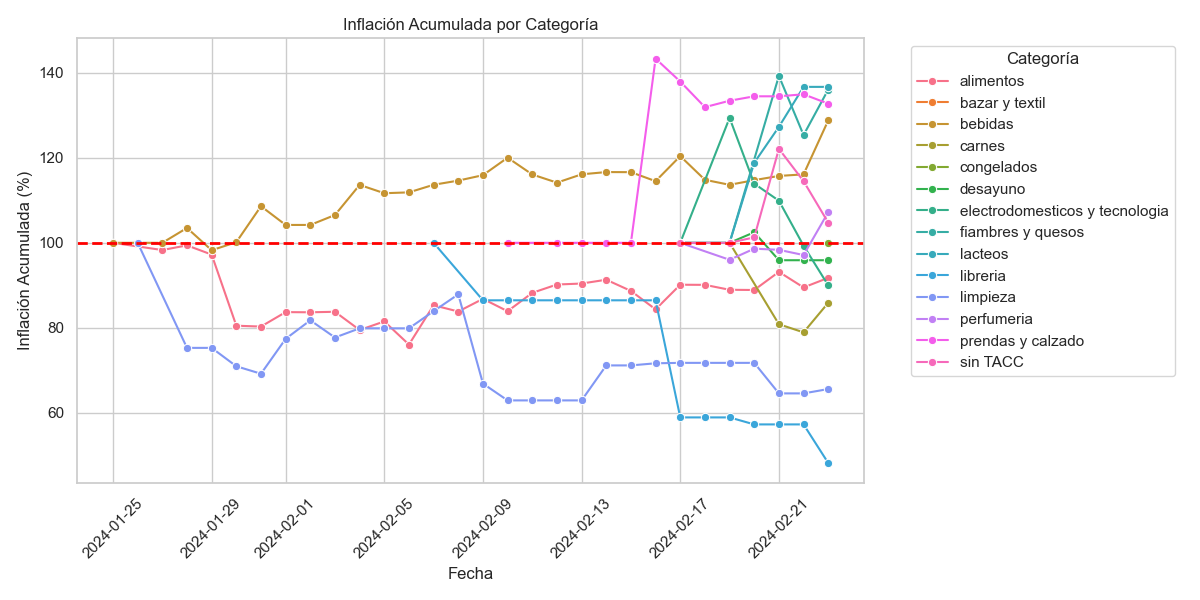 Inflación Acumulada por Categoría
Inflación Acumulada (%)
140
120
100
80
60
2024-01-25
2024-01-29
2024-02-01
2024-02-05
2024-02-09
2024-02-13
2024-02-17
2024-02-21
Fecha
Categoría
alimentos
bazar y textil
bebidas
carnes
congelados
desayuno
electrodomesticos y tecnologia
fiambres y quesos
lacteos
libreria
limpieza
perfumeria
prendas y calzado
sin TACC